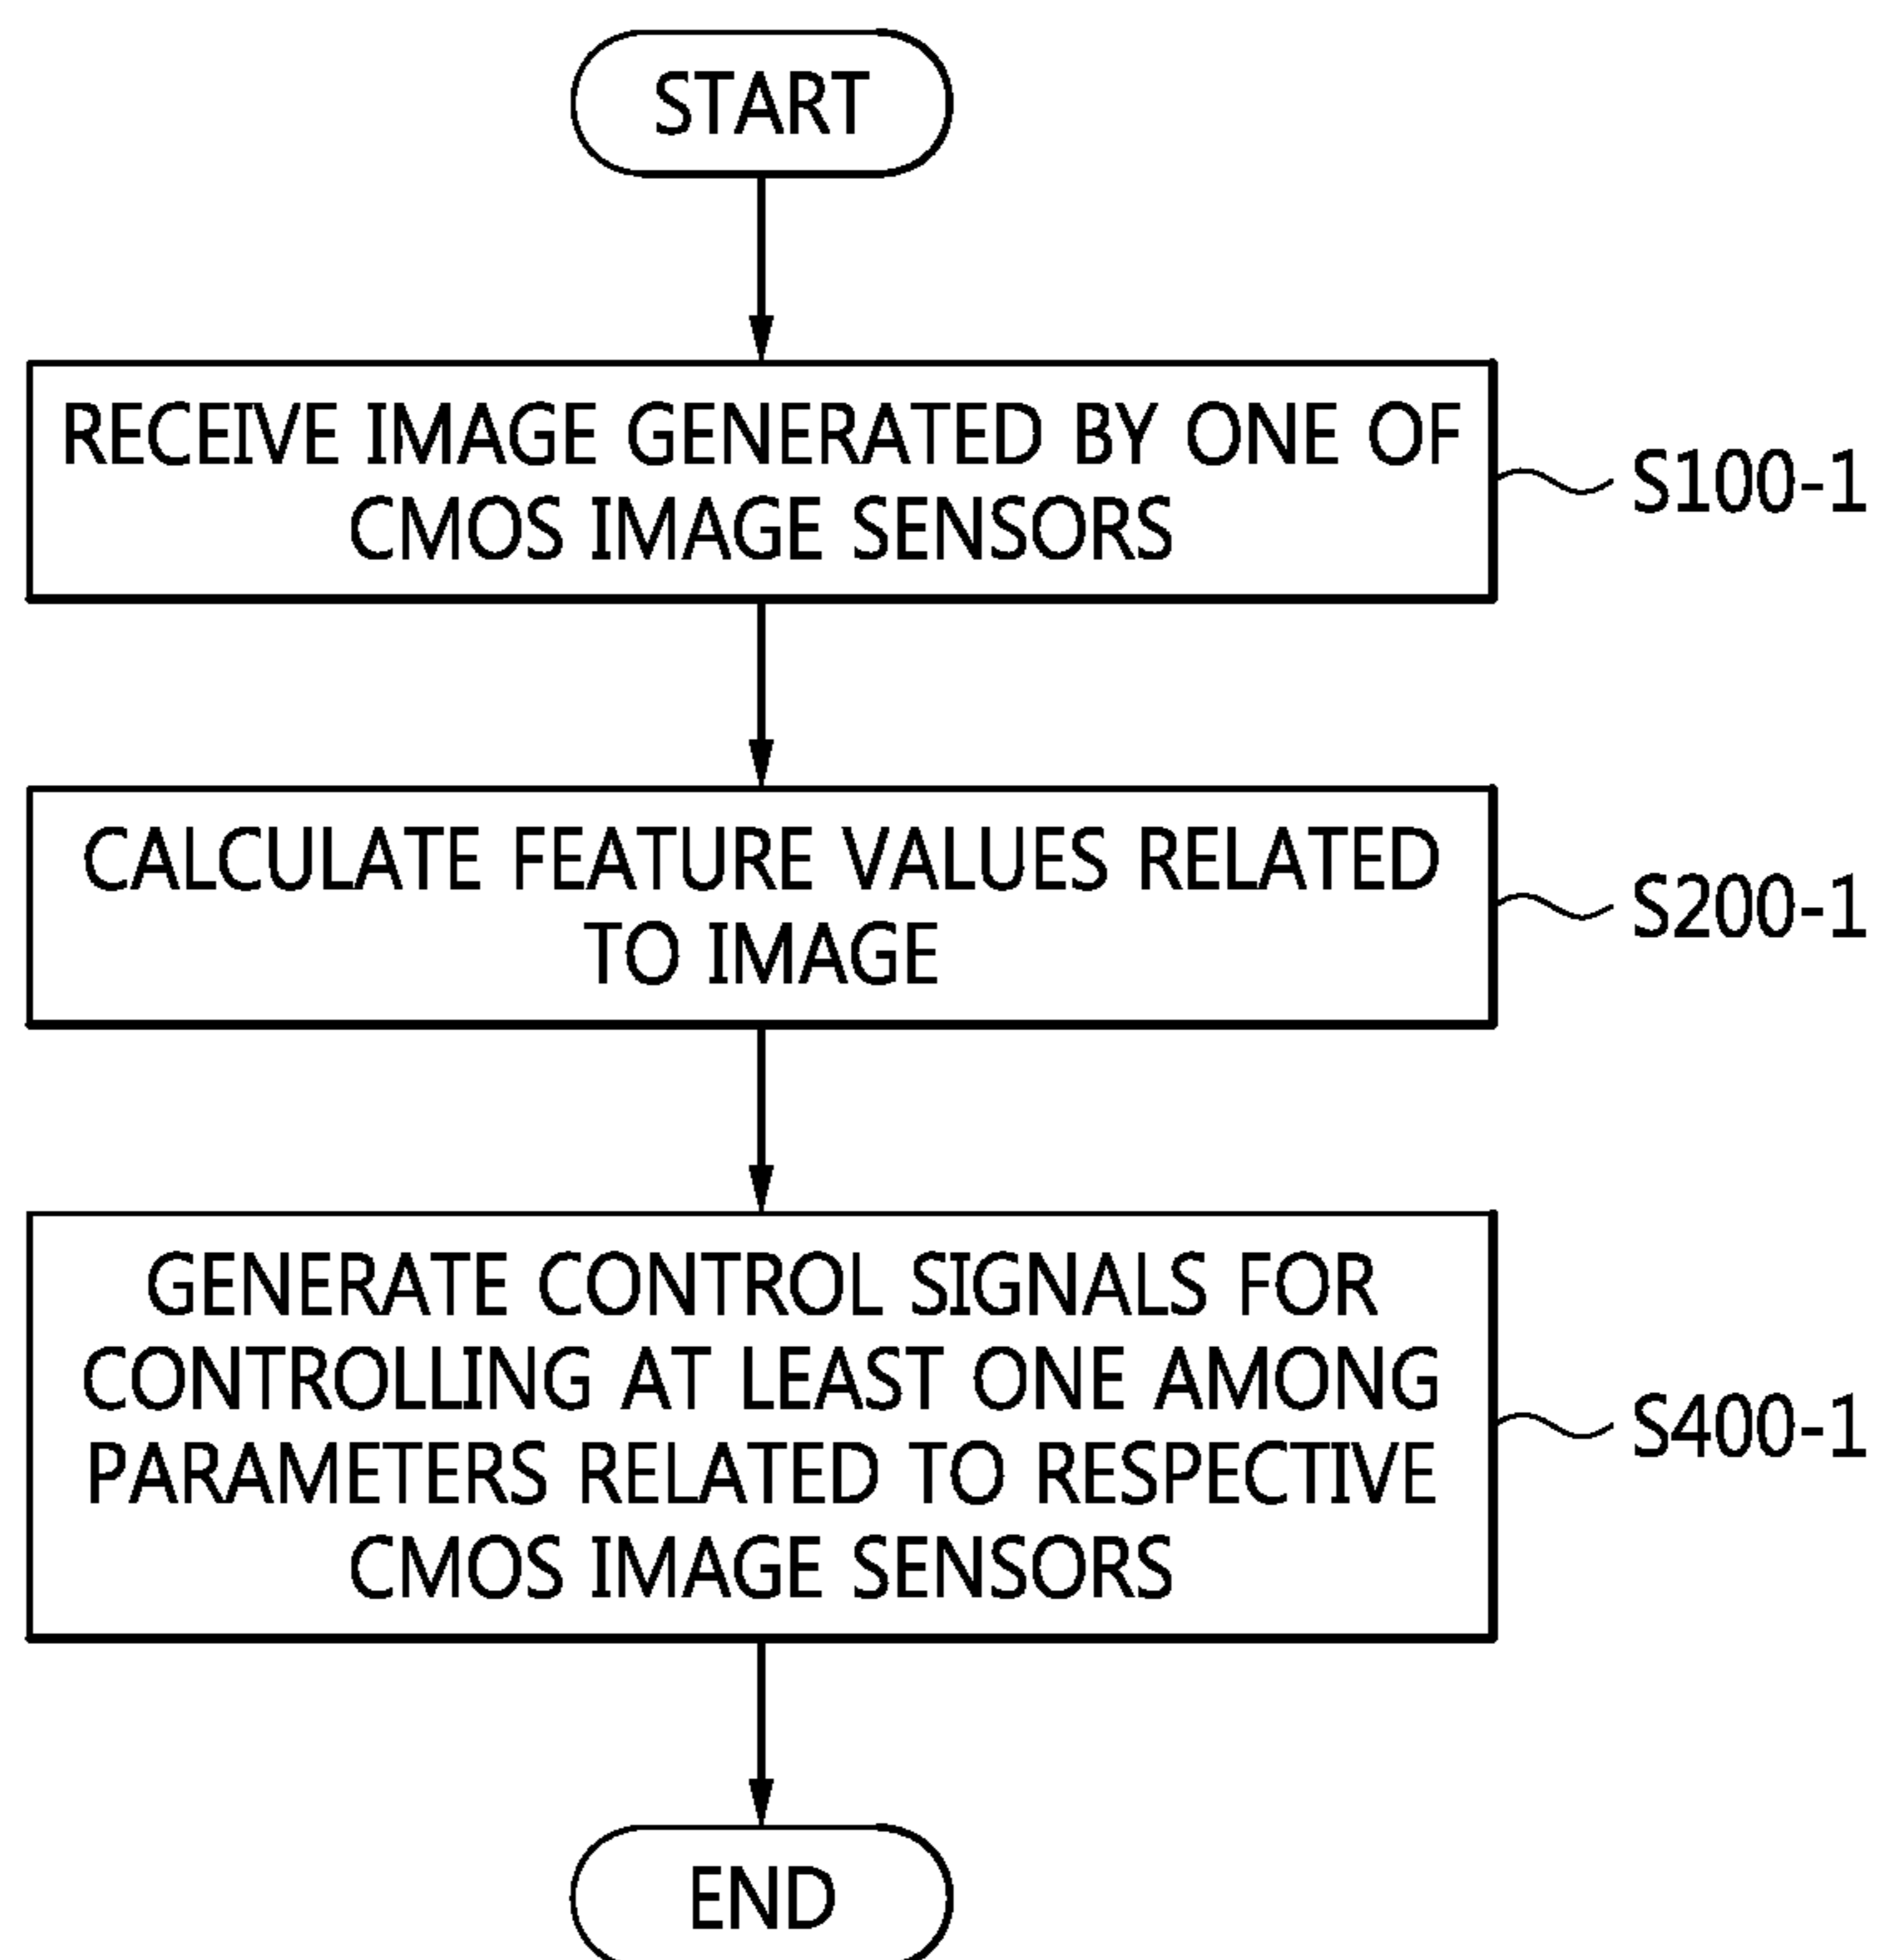 START
RECEIVE IMAGE GENERATED BY ONE OF
CMOS IMAGE SENSORS
S100-1
CALCULATE FEATURE VALUES RELATED
TO IMAGE
S200-1
GENERATE CONTROL SIGNALS FOR
CONTROLLING AT LEAST ONE AMONG
PARAMETERS RELATED TO RESPECTIVE
CMOS IMAGE SENSORS
S400-1
END